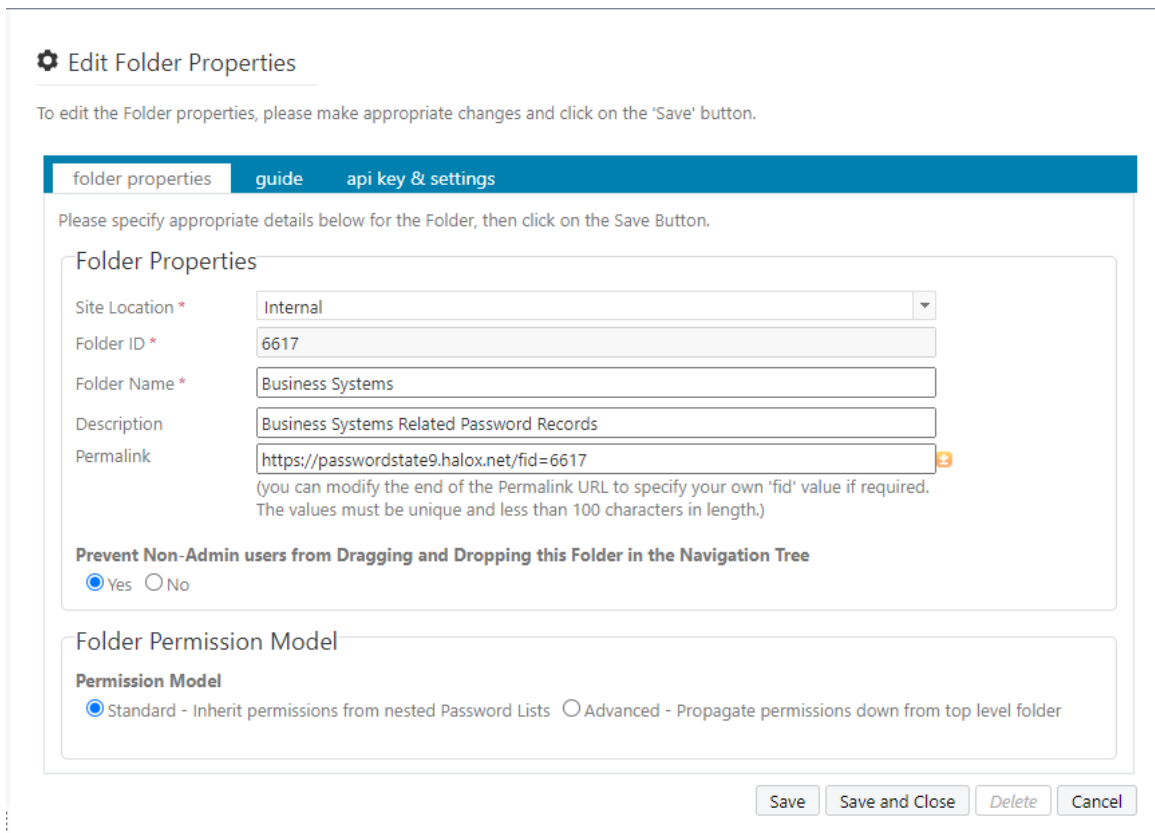 Edit Folder Properties
To edit the Folder properties, please make appropriate changes and click on the 'Save' button.
folder properties guide api key & settings
Please specify appropriate details below for the Folder, then click on the Save Button.
Folder Properties
Site Location * Internal
Folder ID * 6617
Folder Name * Business Systems
Description Business Systems Related Password Records
Permalink https://passwordstate9.halox.net/fid=6617
(you can modify the end of the Permalink URL to specify your own 'fid' value if required.
The values must be unique and less than 100 characters in length.)
Prevent Non-Admin users from Dragging and Dropping this Folder in the Navigation Tree
Yes No
Folder Permission Model
Permission Model
Standard - Inherit permissions from nested Password Lists Advanced - Propagate permissions down from top level folder
Save Save and Close Delete Cancel